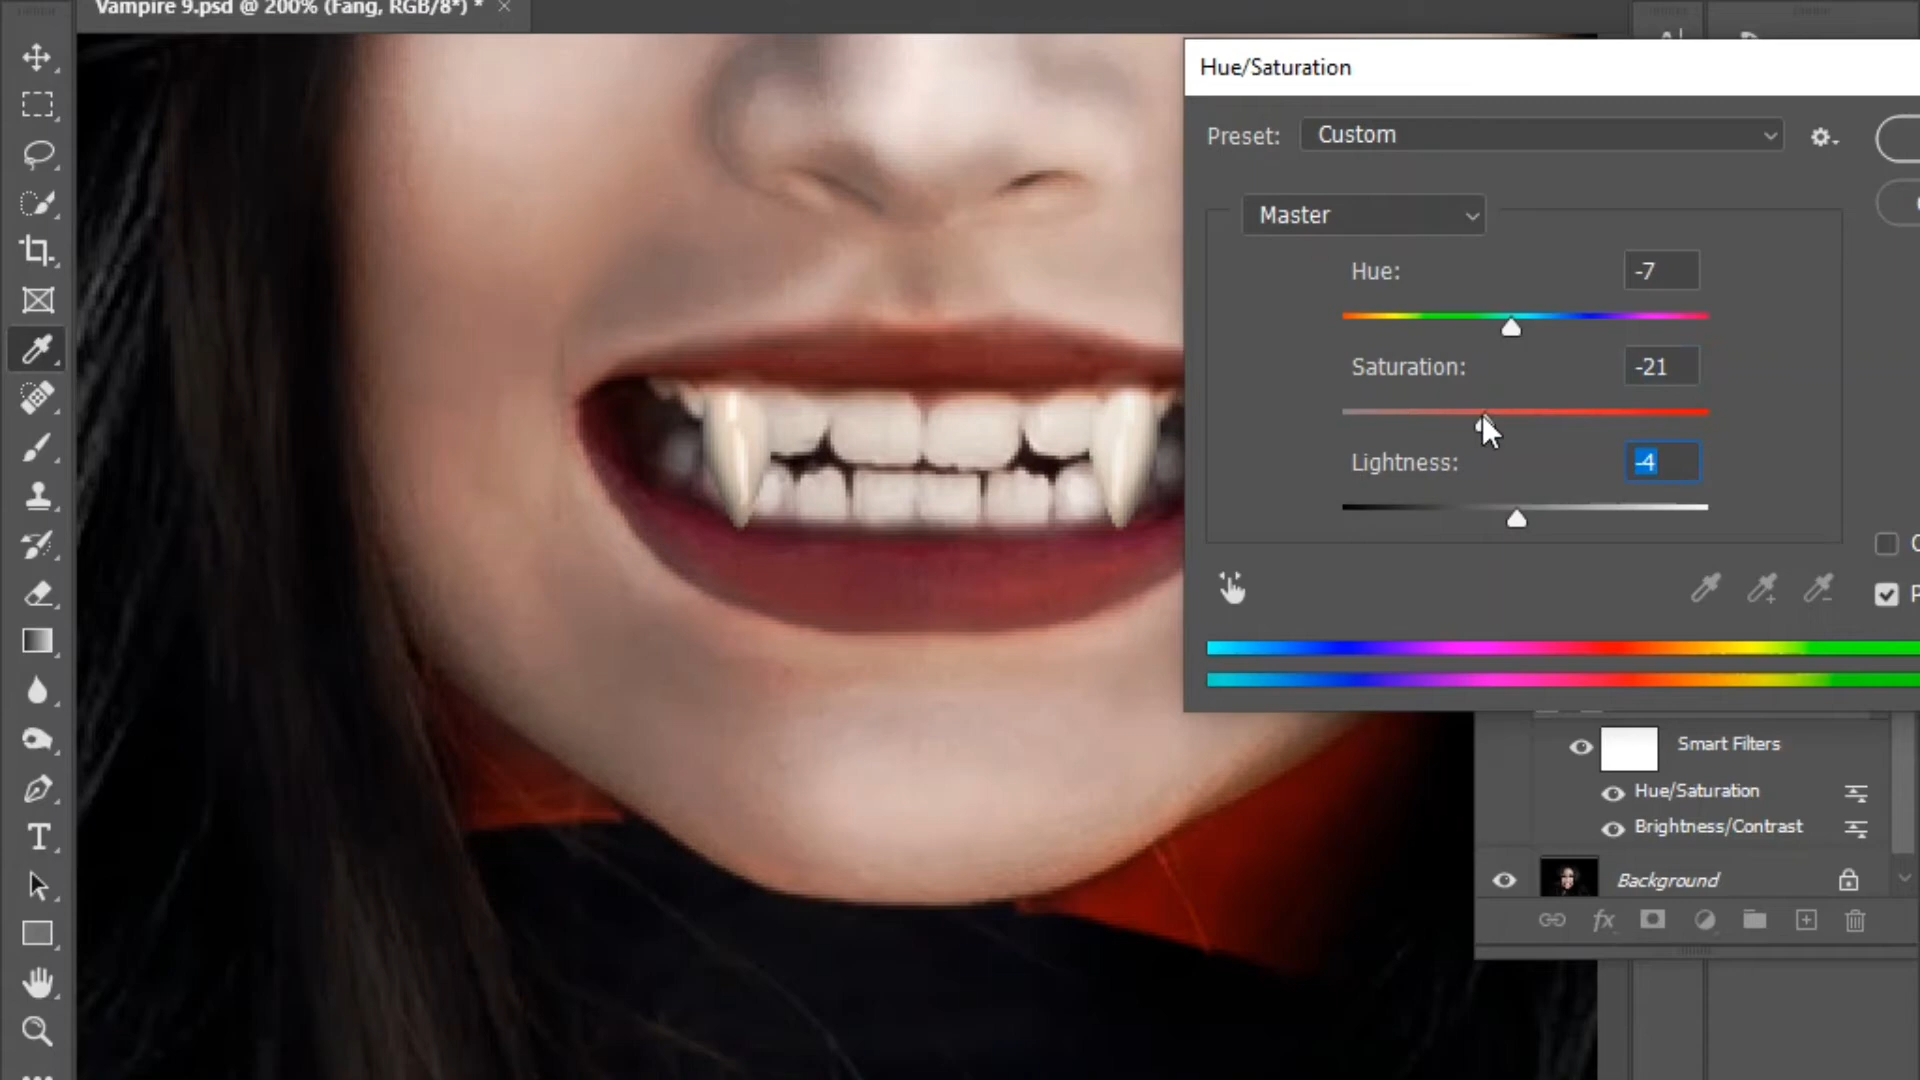 Vampire 9.psd @ 200% (Fang, RGB/8*) *
Hue/Saturation
Preset: Custom
Master
Hue: -7
Saturation: -21
Lightness: -4
Smart Filters
Hue/Saturation
Brightness/Contrast
Background